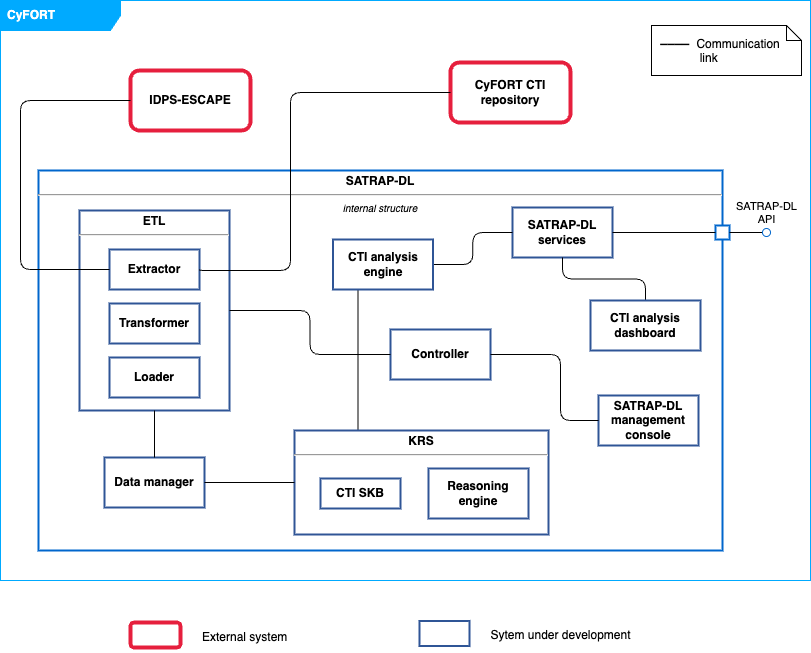 CyFORT
Communication
link
IDPS-ESCAPE
CyFORT CTI
repository
SATRAP-DL
internal structure
SATRAP-DL
API
ETL
Extractor
Transformer
Loader
CTI analysis
engine
SATRAP-DL
services
CTI analysis
dashboard
Controller
SATRAP-DL
management
console
Data manager
KRS
CTI SKB
Reasoning
engine
External system
Sytem under development